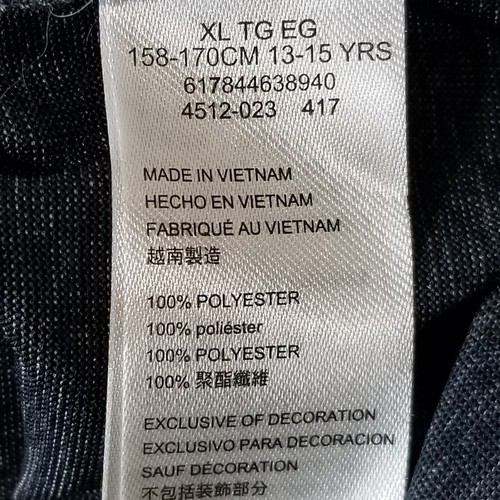 XL TG EG
158-170CM 13-15 YRS
617844638940
4512-023 417
MADE IN VIETNAM
HECHO EN VIETNAM
FABRIQUÉ AU VIETNAM
越南製造
100% POLYESTER
100% poliéster
100% POLYESTER
100% 聚酯纖維
EXCLUSIVE OF DECORATION
EXCLUSIVO PARA DECORACION
SAUF DÉCORATION
不包括装飾部分